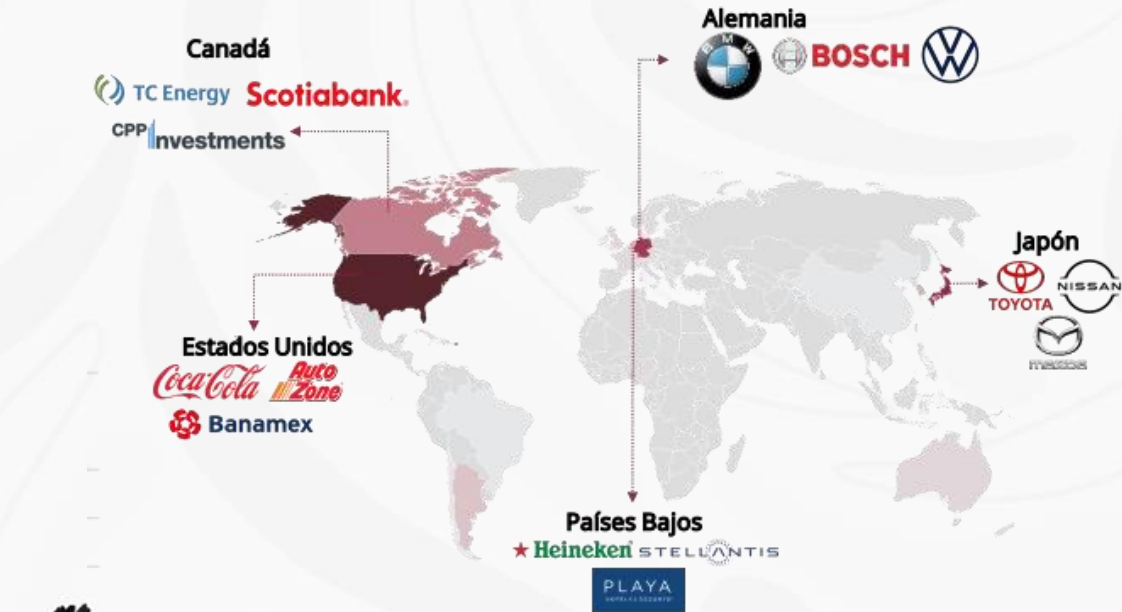 Canadá
TC Energy Scotiabank
CPP Investments
Alemania
BMW BOSCH
Japón
TOYOTA NISSAN
mazda
Estados Unidos
Coca-Cola Auto Zone
Banamex
Países Bajos
Heineken STELLANTIS
PLAYA